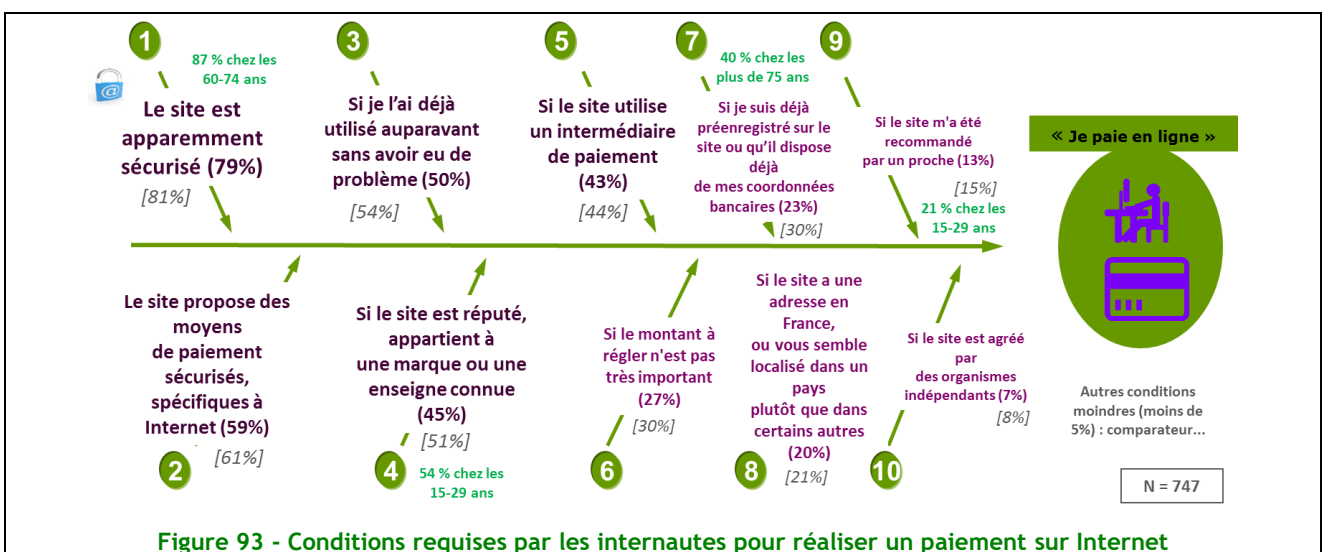 1
87 % chez les
60-74 ans
Le site est
apparemment
sécurisé (79%)
[81%]
3
Si je l'ai déjà
utilisé auparavant
sans avoir eu de
problème (50%)
[54%]
5
Si le site utilise
un intermédiaire
de paiement
(43%)
[44%]
7
40 % chez les
plus de 75 ans
Si je suis déjà
préenregistré sur le
site ou qu'il dispose
déjà
de mes coordonnées
bancaires (23%)
[30%]
9
Si le site m'a été
recommandé
par un proche (13%)
[15%]
21 % chez les
15-29 ans
« Je paie en ligne »
Le site propose des
moyens
de paiement
sécurisés,
spécifiques à
Internet (59%)
[61%]
2
Si le site est réputé,
appartient à
une marque ou une
enseigne connue
(45%)
[51%]
4
54 % chez les
15-29 ans
Si le montant à
régler n'est pas
très important
(27%)
[30%]
6
Si le site a une
adresse en
France,
ou vous semble
localisé dans un
pays
plutôt que dans
certains autres
(20%)
[21%]
8
Si le site est agréé
par
des organismes
indépendants (7%)
[8%]
10
Autres conditions
moindres (moins de
5%) : comparateur...
N = 747
Figure 93 - Conditions requises par les internautes pour réaliser un paiement sur Internet